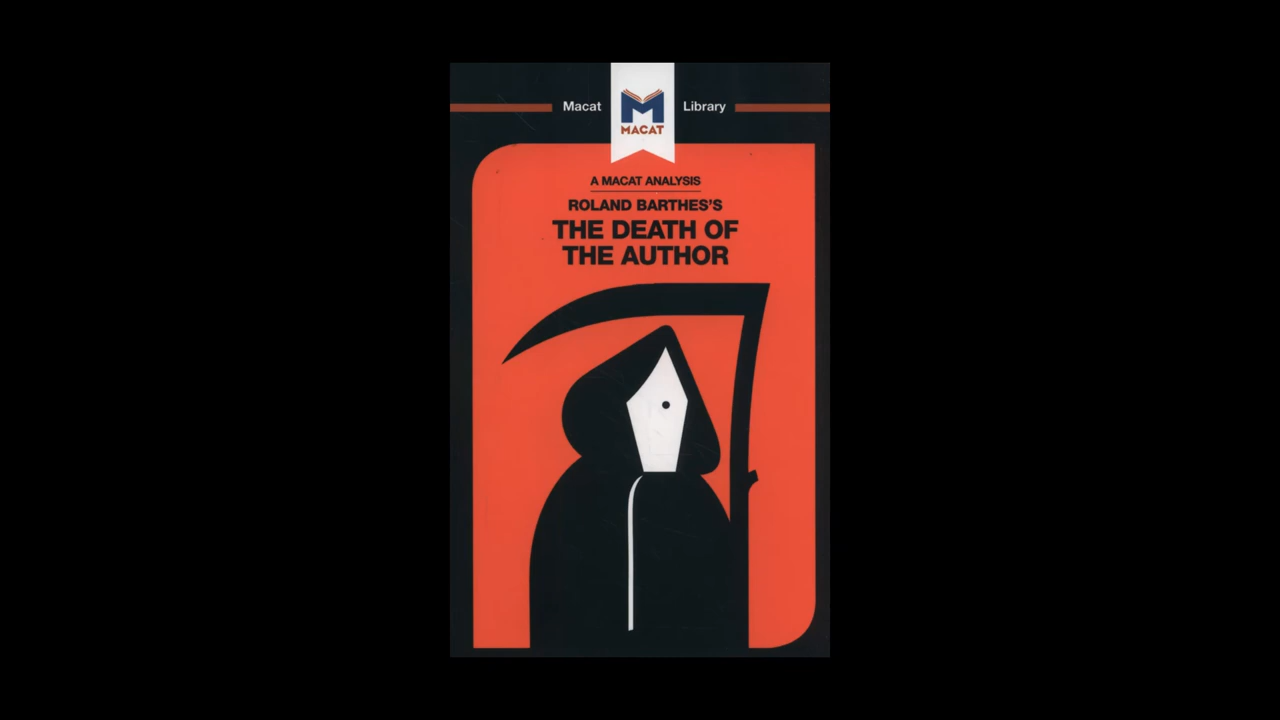 Macat
MACAT
Library
A MACAT ANALYSIS
ROLAND BARTHES'S
THE DEATH OF
THE AUTHOR